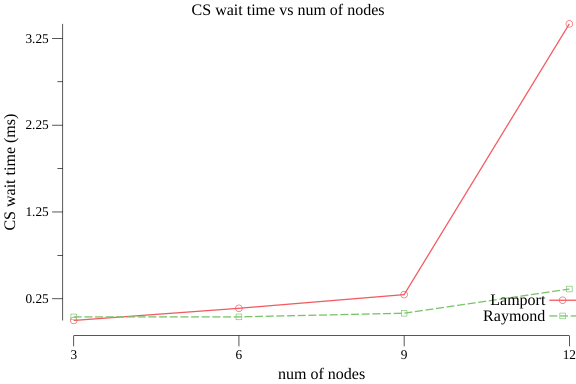 CS wait time vs num of nodes
CS wait time (ms)
3.25
2.25
1.25
0.25
Lamport
Raymond
3 6 9 12
num of nodes